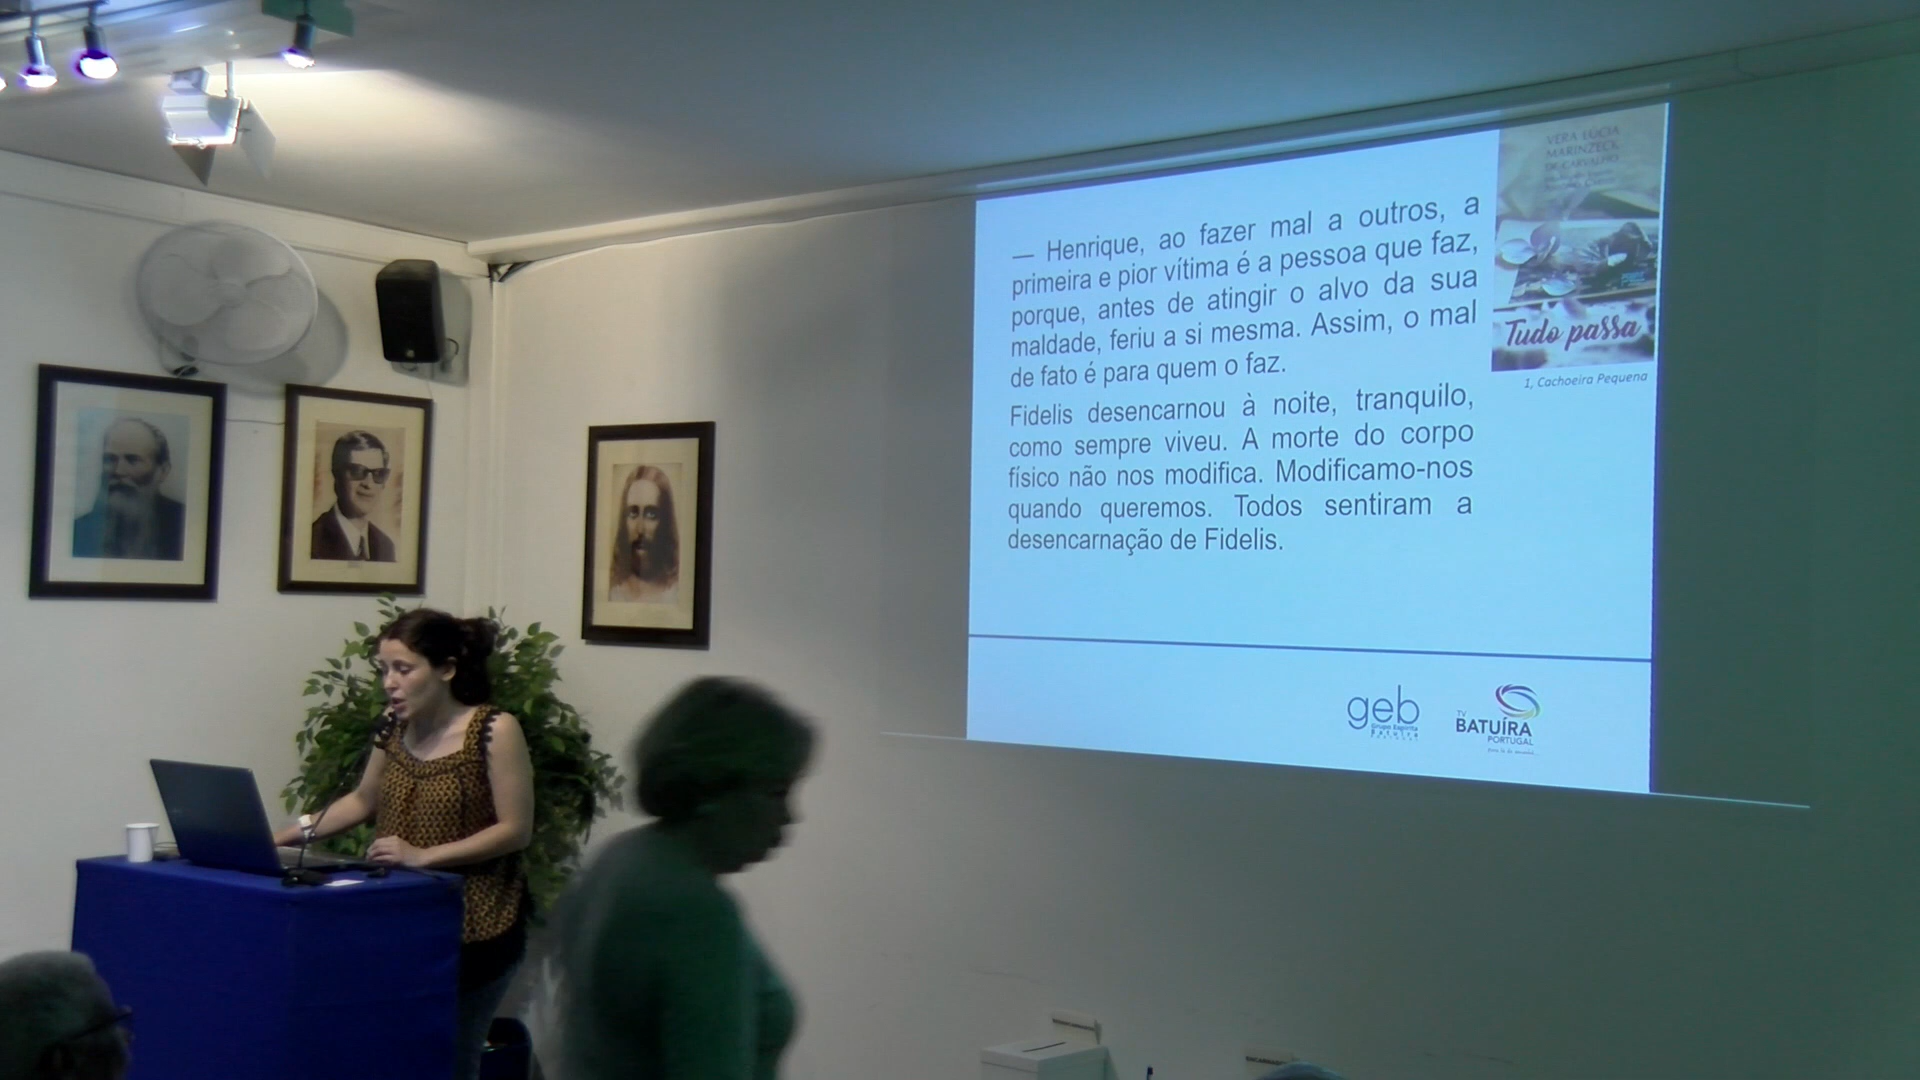 — Henrique, ao fazer mal a outros, a
primeira e pior vítima é a pessoa que faz,
porque, antes de atingir o alvo da sua
maldade, feriu a si mesma. Assim, o mal
de fato é para quem o faz.
Fidelis desencarnou à noite, tranquilo,
como sempre viveu. A morte do corpo
físico não nos modifica. Modificamo-nos
quando queremos. Todos sentiram a
desencarnação de Fidelis.
VERA LÚCIA
MARINZECK
DE CARVALHO
Tudo passa
1, Cachoeira Pequena
geb
Grupo Espírita
Batuíra
TV
BATUÍRA
PORTUGAL